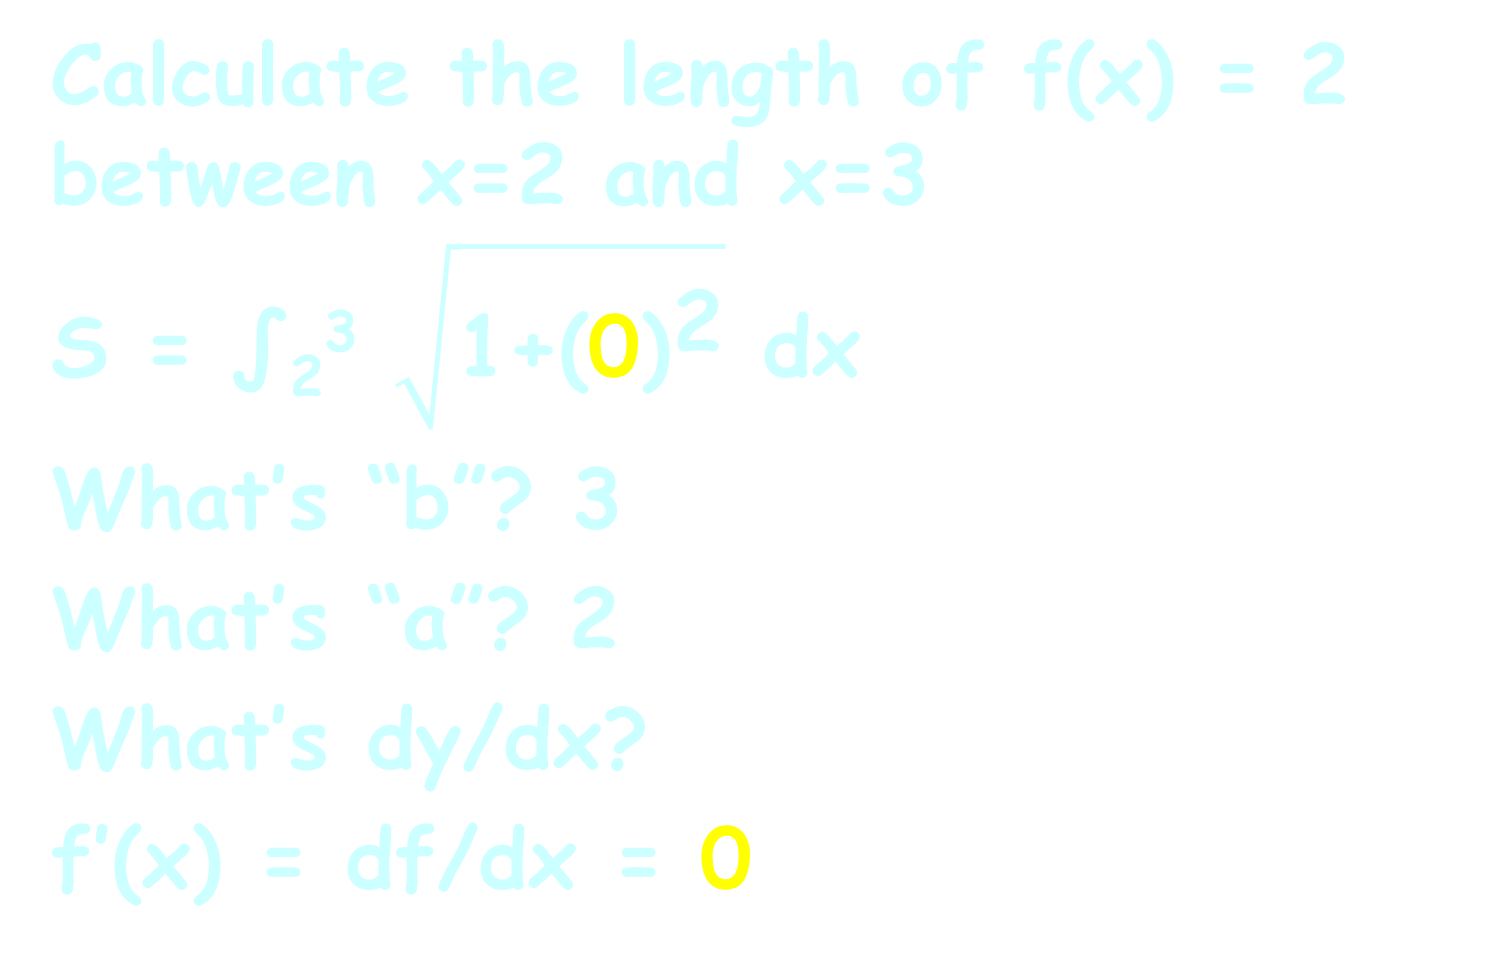 Calculate the length of f(x) = 2
between x=2 and x=3
S = ∫₂³ √1+(0)² dx
What's “b”? 3
What's “a”? 2
What's dy/dx?
f’(x) = df/dx = 0